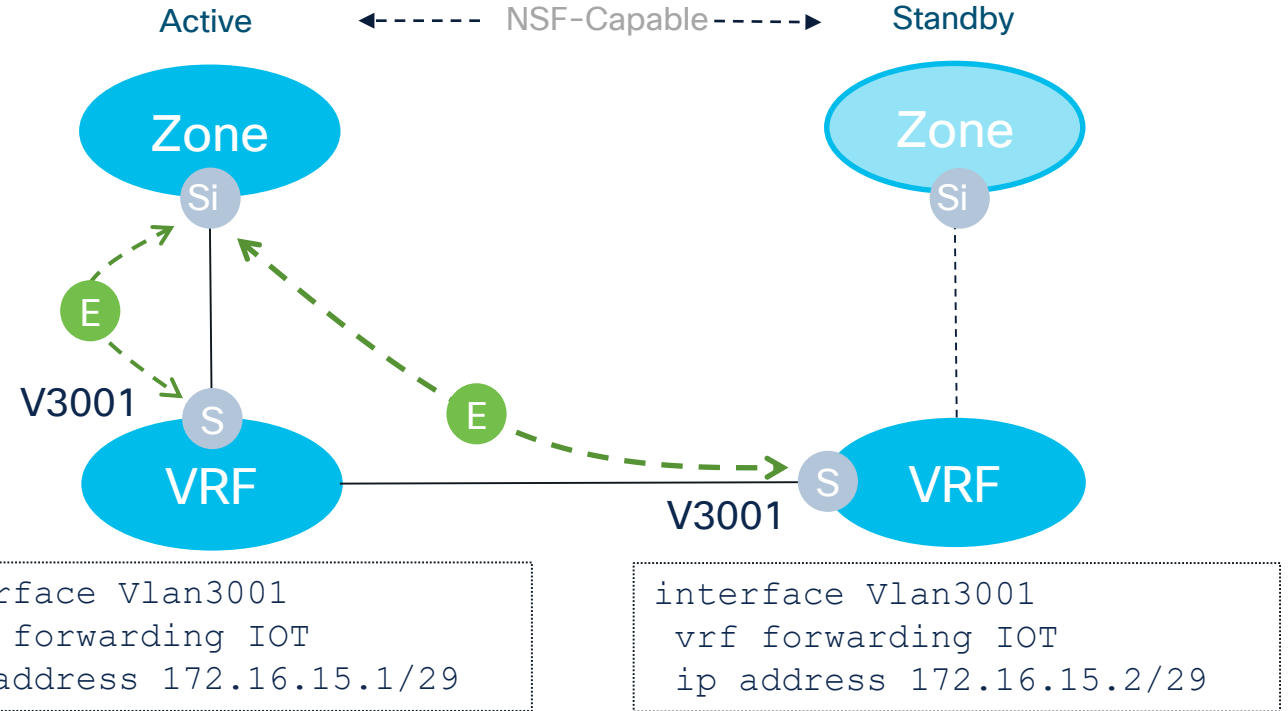 Active NSF-Capable Standby
Zone Zone
Si Si
E
V3001
S
E
VRF
S VRF
V3001
rface Vlan3001
forwarding IOT
address 172.16.15.1/29
interface Vlan3001
vrf forwarding IOT
ip address 172.16.15.2/29